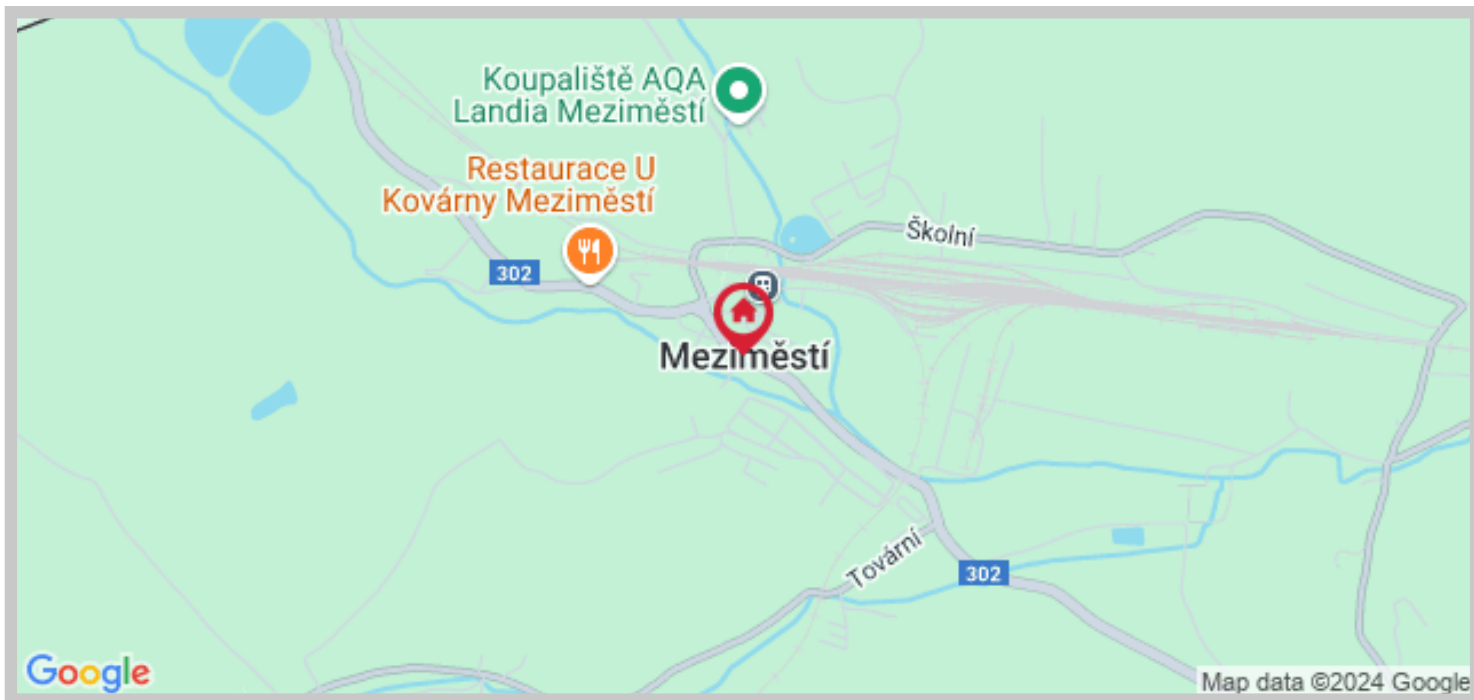 Koupaliště AQA
Landia Meziměstí
Restaurace U
Kovárny Meziměstí
Školní
302
Meziměstí
Tovární
302
Google
Map data ©2024 Google